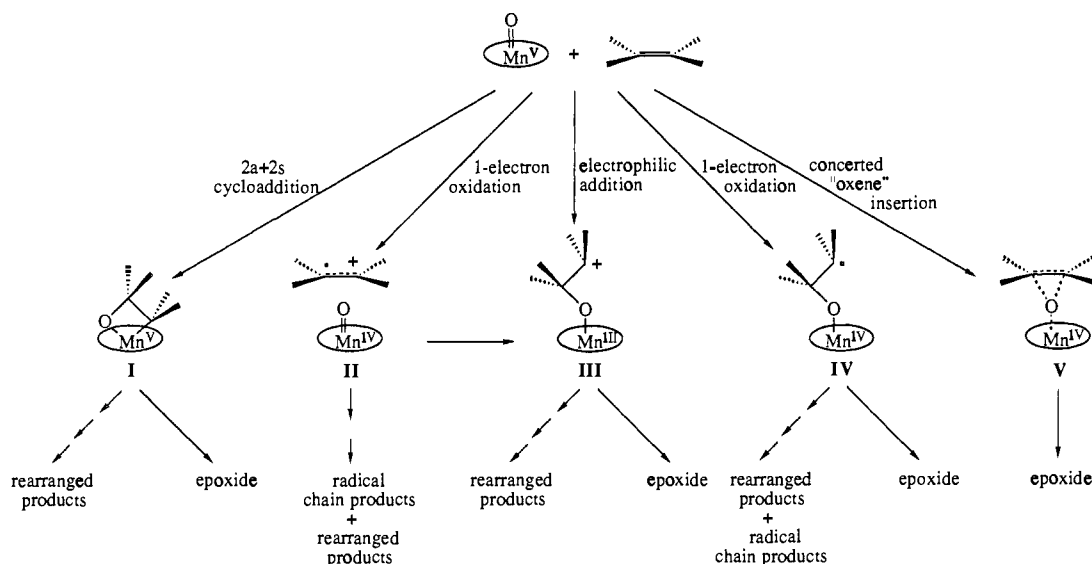 O
Mn^V
+
2a+2s
cycloaddition
1-electron
oxidation
electrophilic
addition
1-electron
oxidation
concerted
"oxene"
insertion
O
Mn^V
I
· +
O
Mn^IV
II
+
O
Mn^III
III
·
O
Mn^IV
IV
O
Mn^IV
V
rearranged
products
epoxide
radical
chain products
+
rearranged
products
rearranged
products
epoxide
rearranged
products
+
radical
chain products
epoxide
epoxide